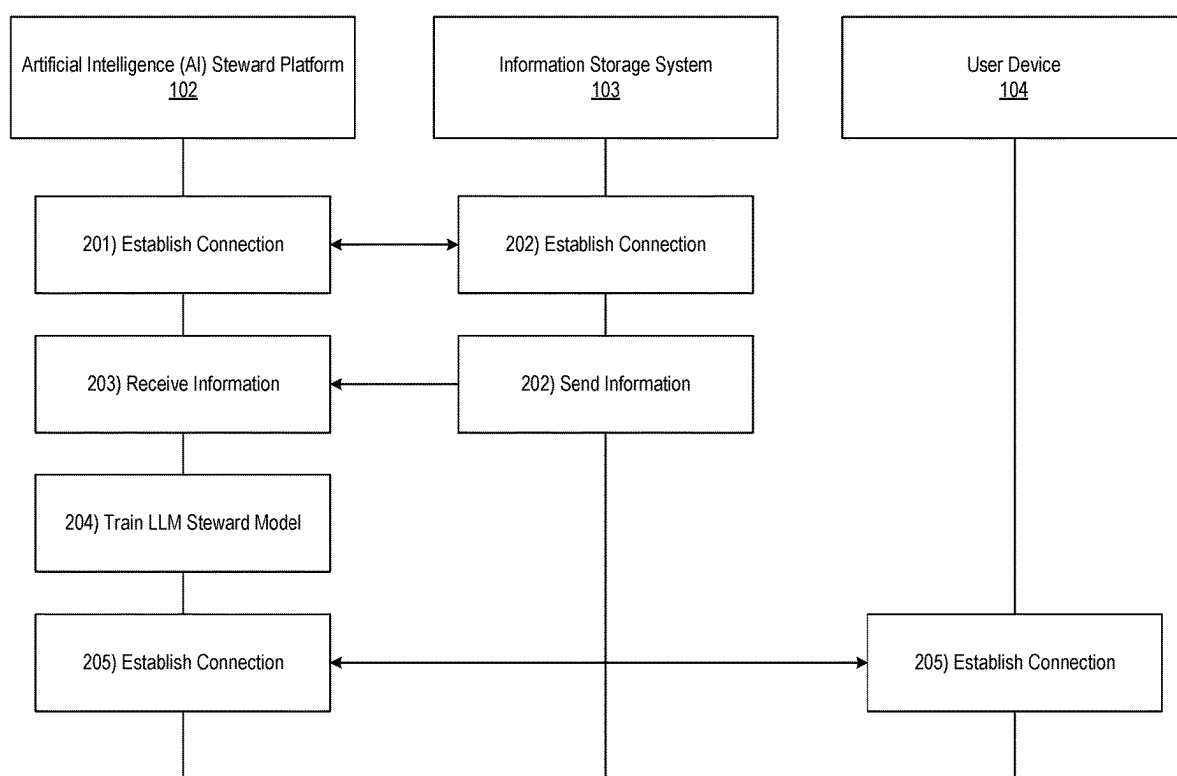 Artificial Intelligence (AI) Steward Platform
102
Information Storage System
103
User Device
104
201) Establish Connection
202) Establish Connection
203) Receive Information
202) Send Information
204) Train LLM Steward Model
205) Establish Connection
205) Establish Connection